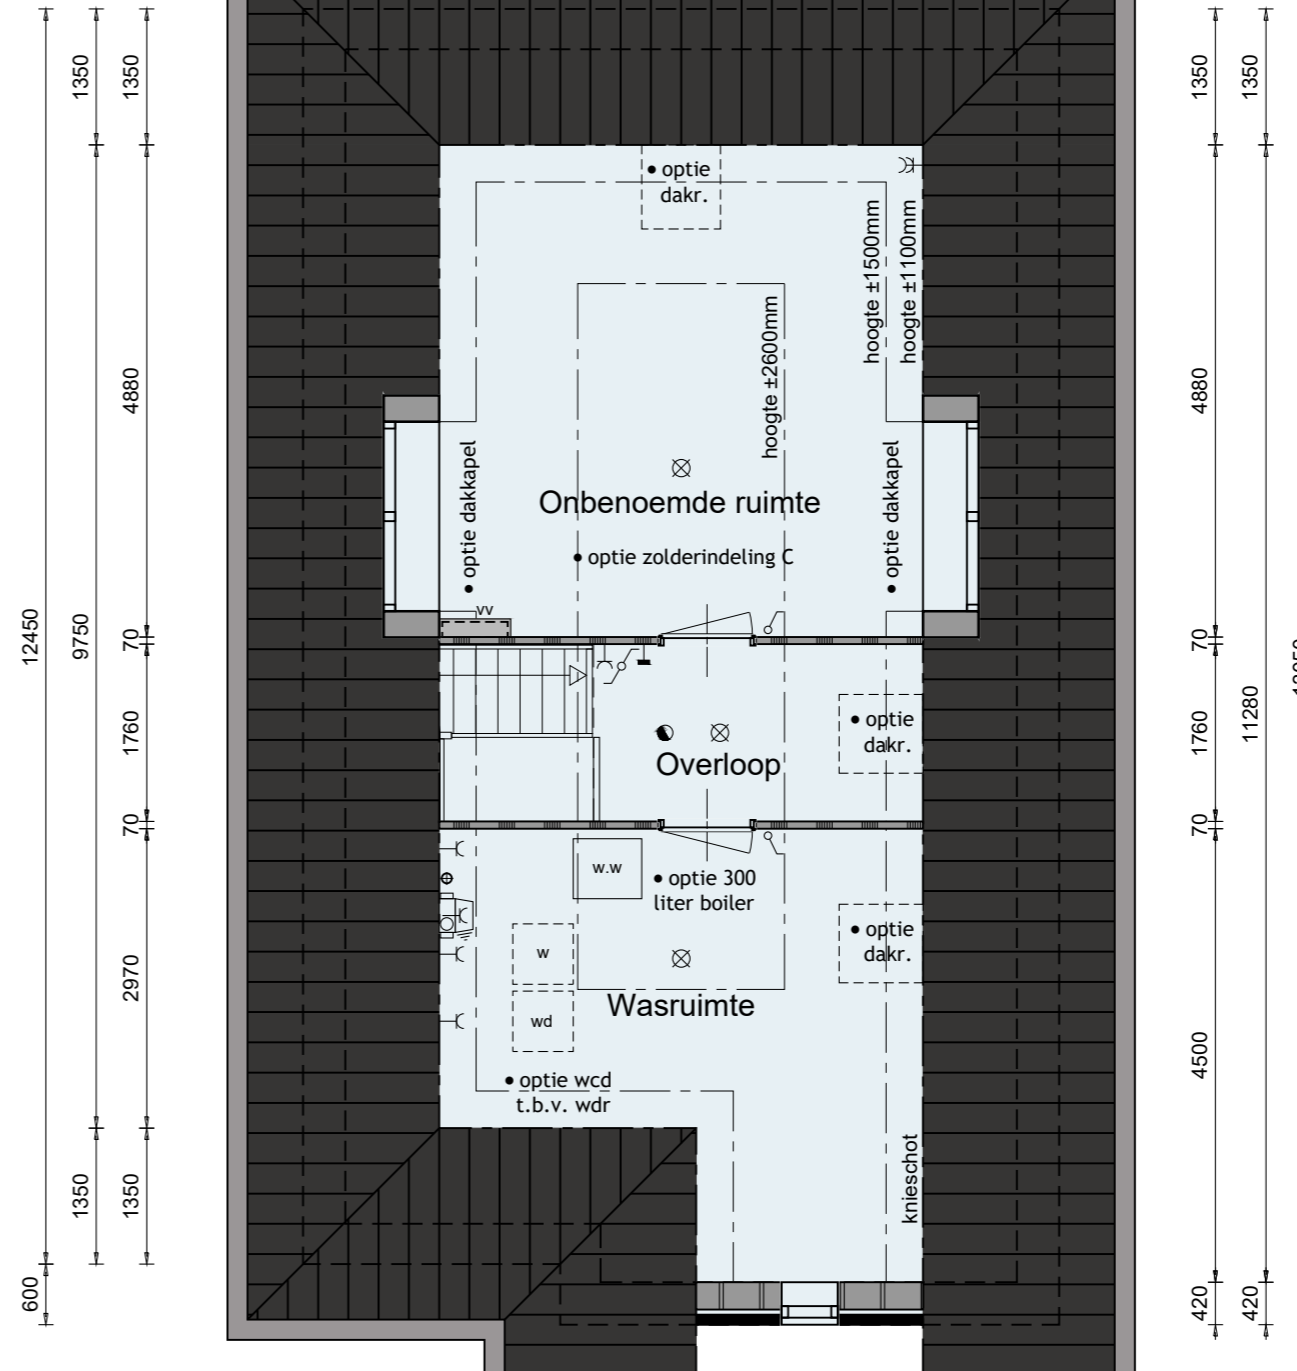 1350
1350
1350
1350
• optie
dakr.
hoogte ±1500mm
hoogte ±1100mm
hoogte ±2600mm
4880
4880
• optie dakkapel
• optie dakkapel
Onbenoemde ruimte
• optie zolderindeling C
12450
9750
vv
70
70
1760
1760
11280
• optie
dakr.
Overloop
70
70
w.w
• optie 300
liter boiler
• optie
dakr.
w
2970
Wasruimte
wd
4500
• optie wcd
t.b.v. wdr
knieschot
1350
1350
600
420
420